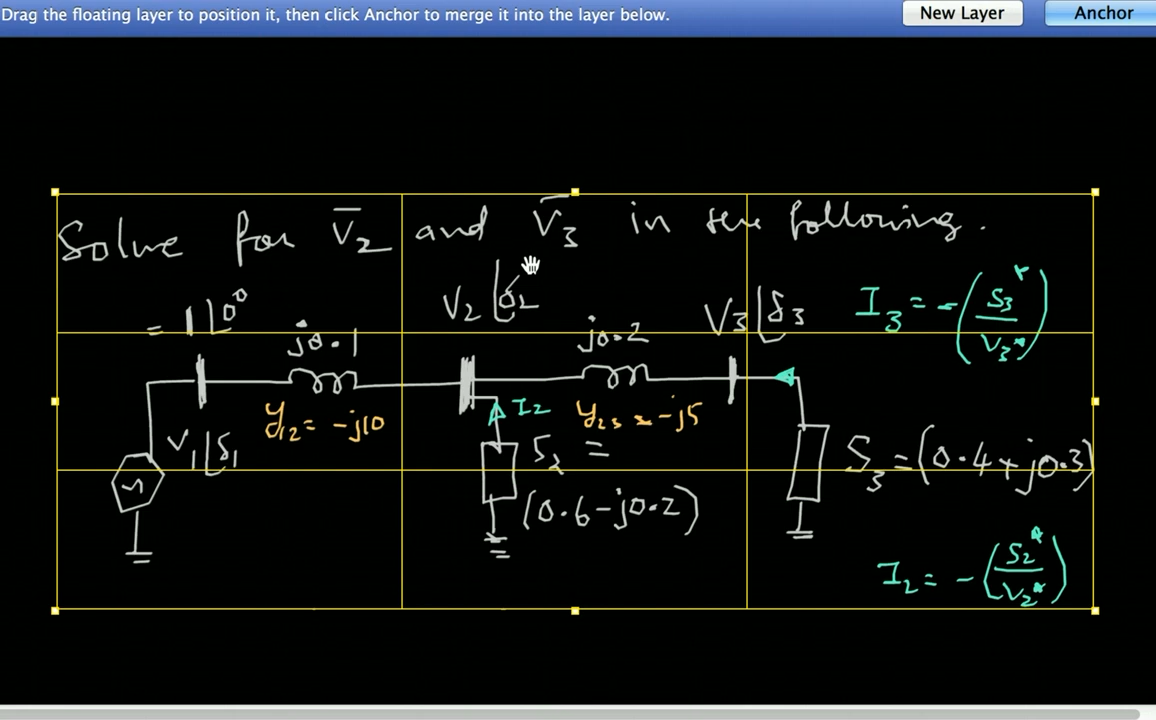 Drag the floating layer to position it, then click Anchor to merge it into the layer below.
New Layer
Anchor
Solve for V̅₂ and V̅₃ in the following.
= 1∠0°
j0.1
V₂∠δ₂
j0.2
V₃∠δ₃
I₃ = -(S₃*/V₃*)
V₁∠δ₁
y₁₂ = -j10
I₂
y₂₃ = -j5
S₂ =
(0.6-j0.2)
S₃ = (0.4+j0.3)
I₂ = -(S₂*/V₂*)